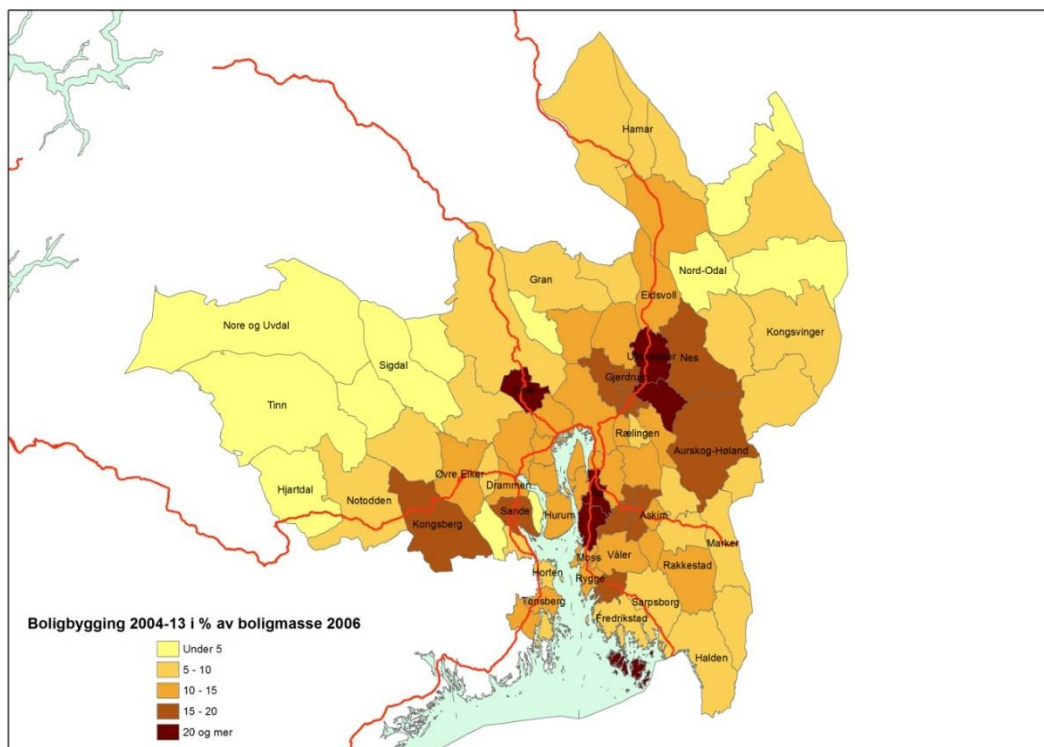 Hamar
Gran
Nord-Odal
Eidsvoll
Nore og Uvdal
Kongsvinger
Sigdal
Nes
Gjerdrum
Tinn
Rælingen
Aurskog-Høland
Øvre Eiker
Drammen
Hjartdal
Notodden
Sande
Hurum
Askim
Kongsberg
Marker
Moss
Våler
Rakkestad
Horten
Rygge
Tønsberg
Sarpsborg
Fredrikstad
Halden
Boligbygging 2004-13 i % av boligmasse 2006
Under 5
5 - 10
10 - 15
15 - 20
20 og mer